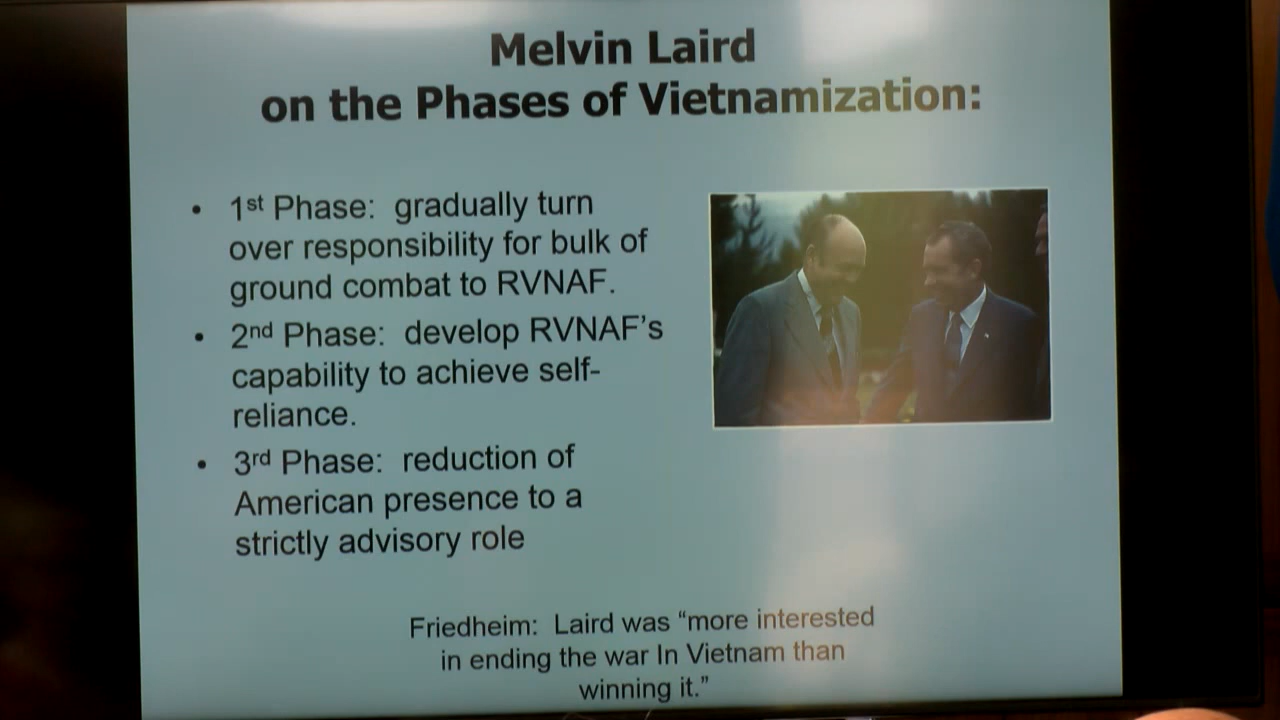 Melvin Laird
on the Phases of Vietnamization:
• 1st Phase: gradually turn
over responsibility for bulk of
ground combat to RVNAF.
• 2nd Phase: develop RVNAF’s
capability to achieve self-
reliance.
• 3rd Phase: reduction of
American presence to a
strictly advisory role
Friedheim: Laird was “more interested
in ending the war In Vietnam than
winning it.”